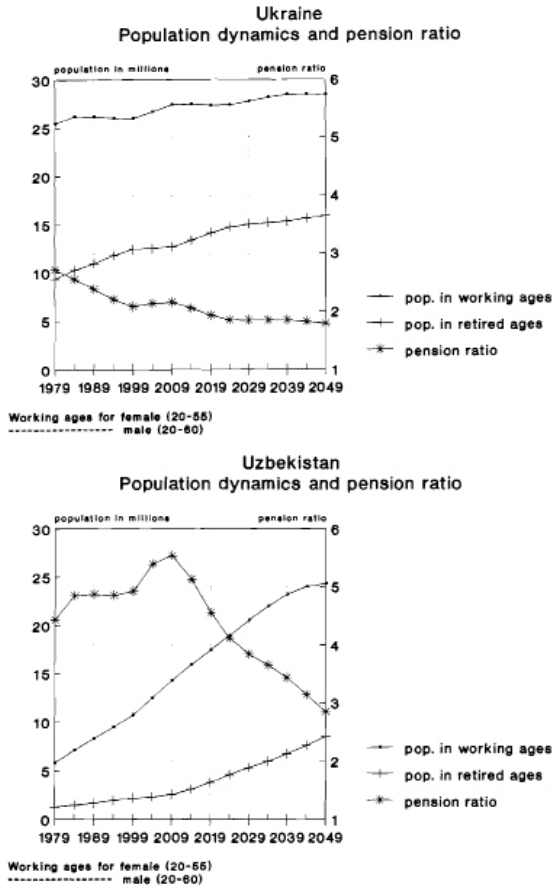 Ukraine
Population dynamics and pension ratio
population in millions pension ratio
30 6
25 5
20 4
15
10 3
5 2
0 1
1979 1989 1999 2009 2019 2029 2039 2049
pop. in working ages
pop. in retired ages
pension ratio
Working ages for female (20-55)
---------------- male (20-60)
Uzbekistan
Population dynamics and pension ratio
population in millions pension ratio
30 6
25 5
20 4
15
10 3
5 2
0 1
1979 1989 1999 2009 2019 2029 2039 2049
pop. in working ages
pop. in retired ages
pension ratio
Working ages for female (20-55)
---------------- male (20-60)